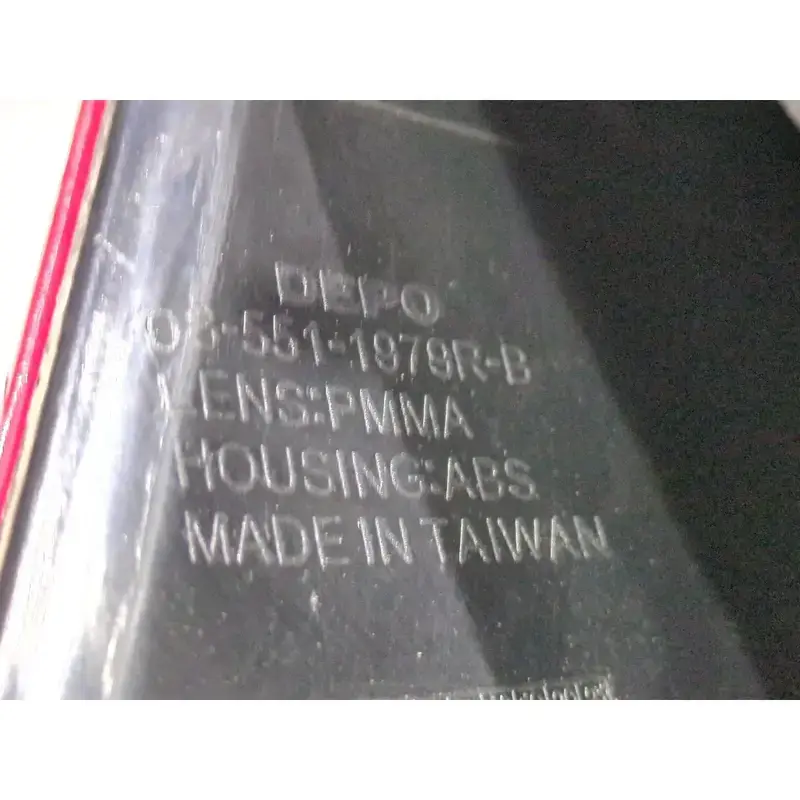 DEPO
03-551-1979R-B
LENS:PMMA
HOUSING:ABS
MADE IN TAIWAN